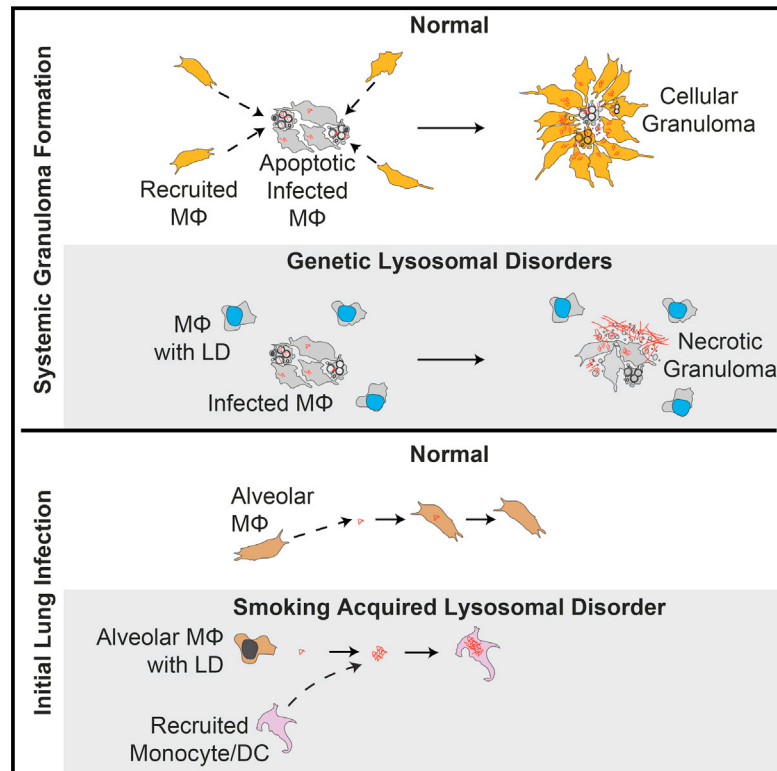 Systemic Granuloma Formation
Normal
Recruited
MΦ
Apoptotic
Infected
MΦ
Cellular
Granuloma
Genetic Lysosomal Disorders
MΦ
with LD
Infected MΦ
Necrotic
Granuloma
Initial Lung Infection
Normal
Alveolar
MΦ
Smoking Acquired Lysosomal Disorder
Alveolar MΦ
with LD
Recruited
Monocyte/DC